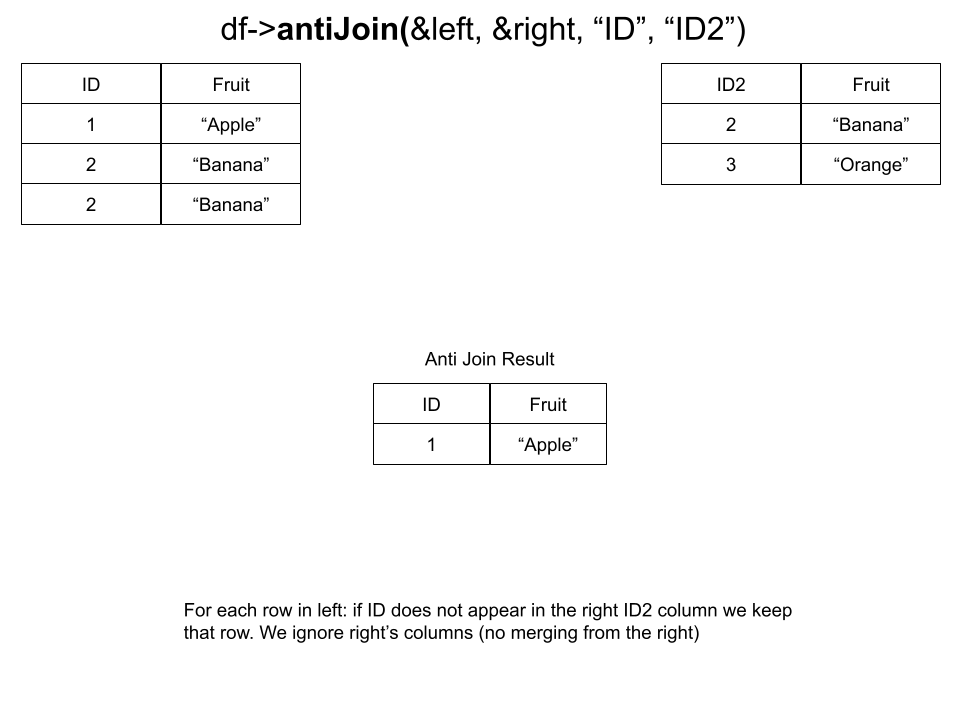 df->antiJoin(&left, &right, “ID”, “ID2”)
ID Fruit
1 “Apple”
2 “Banana”
2 “Banana”
ID2 Fruit
2 “Banana”
3 “Orange”
Anti Join Result
ID Fruit
1 “Apple”
For each row in left: if ID does not appear in the right ID2 column we keep
that row. We ignore right’s columns (no merging from the right)